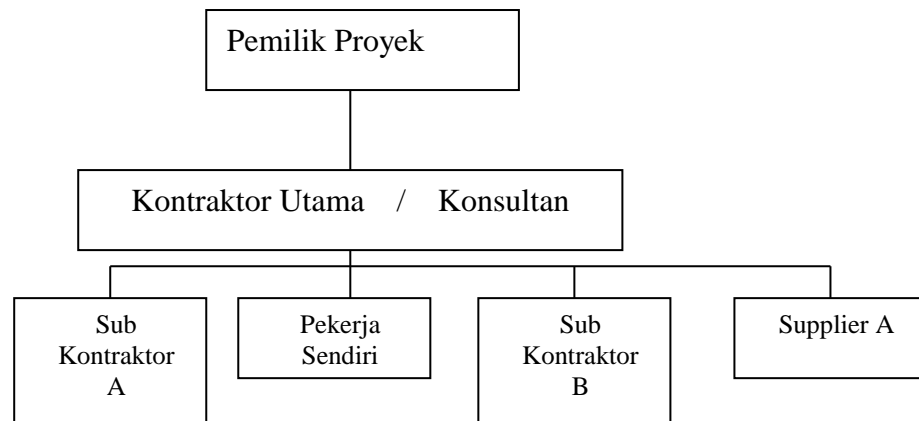 Pemilik Proyek
Kontraktor Utama / Konsultan
Sub
Kontraktor
A
Pekerja
Sendiri
Sub
Kontraktor
B
Supplier A